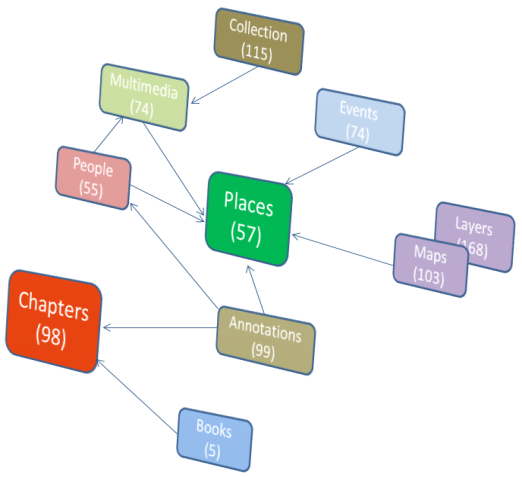 Collection
(115)
Multimedia
(74)
Events
(74)
People
(55)
Places
(57)
Layers
(168)
Maps
(103)
Chapters
(98)
Annotations
(99)
Books
(5)